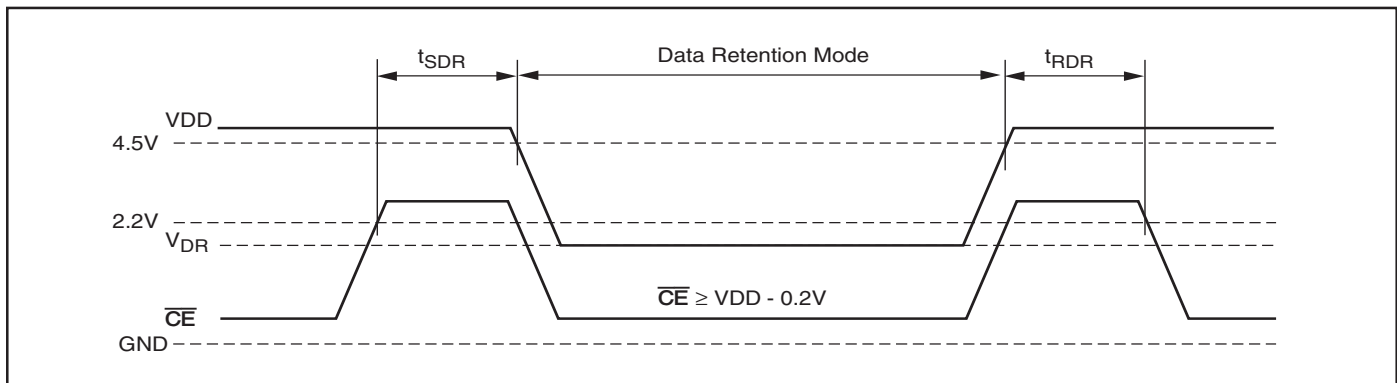 tSDR
Data Retention Mode
tRDR
VDD
4.5V
2.2V
VDR
CE ≥ VDD - 0.2V
CE
GND